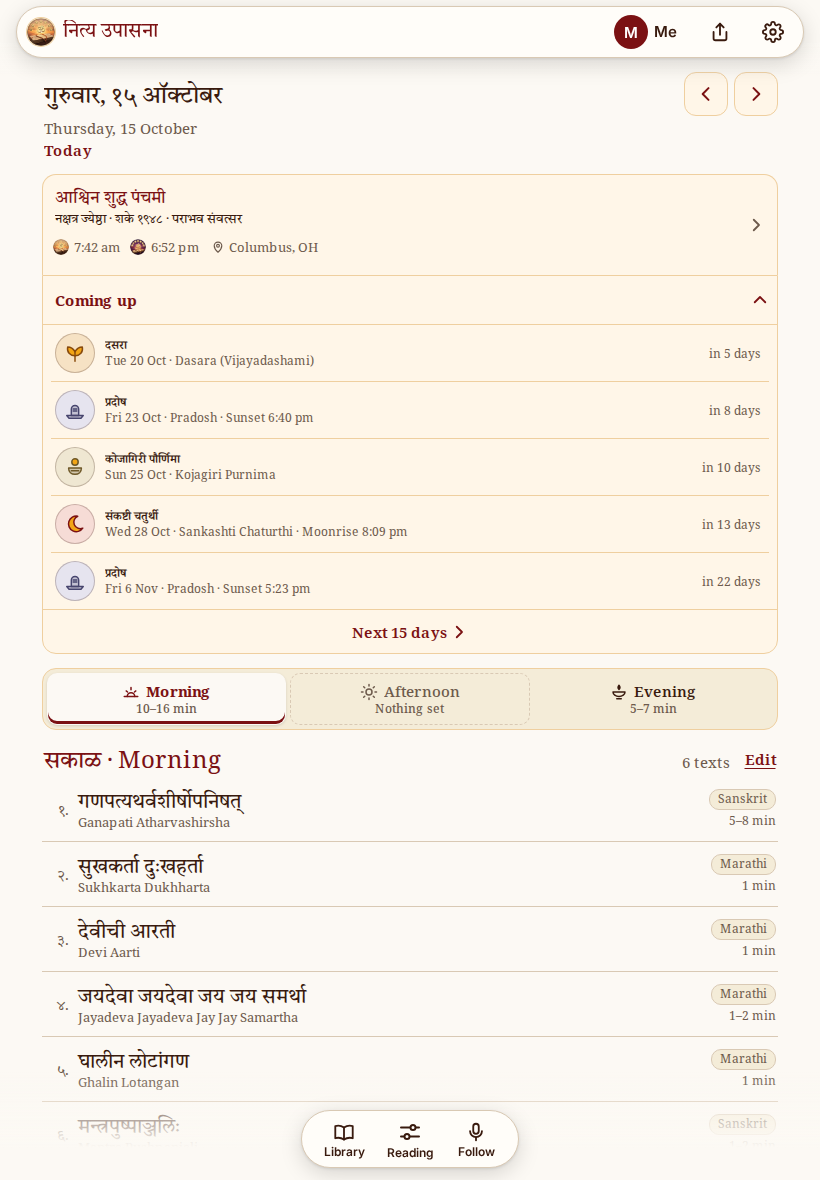 नित्य उपासना
M Me
गुरुवार, १५ ऑक्टोबर
Thursday, 15 October
Today
आश्विन शुद्ध पंचमी
नक्षत्र ज्येष्ठा · शके १९४८ · पराभव संवत्सर
7:42 am 6:52 pm Columbus, OH
Coming up
दसरा
Tue 20 Oct · Dasara (Vijayadashami)
in 5 days
प्रदोष
Fri 23 Oct · Pradosh · Sunset 6:40 pm
in 8 days
कोजागिरी पौर्णिमा
Sun 25 Oct · Kojagiri Purnima
in 10 days
संकष्टी चतुर्थी
Wed 28 Oct · Sankashti Chaturthi · Moonrise 8:09 pm
in 13 days
प्रदोष
Fri 6 Nov · Pradosh · Sunset 5:23 pm
in 22 days
Next 15 days
Morning
10–16 min
Afternoon
Nothing set
Evening
5–7 min
सकाळ · Morning
6 texts Edit
१. गणपत्यथर्वशीर्षोपनिषत्
Ganapati Atharvashirsha
Sanskrit
5–8 min
२. सुखकर्ता दुःखहर्ता
Sukhkarta Dukhharta
Marathi
1 min
३. देवीची आरती
Devi Aarti
Marathi
1 min
४. जयदेवा जयदेवा जय जय समर्था
Jayadeva Jayadeva Jay Jay Samartha
Marathi
1–2 min
५. घालीन लोटांगण
Ghalin Lotangan
Marathi
1 min
६. मन्त्रपुष्पाञ्जलिः
Sanskrit
Library
Reading
Follow